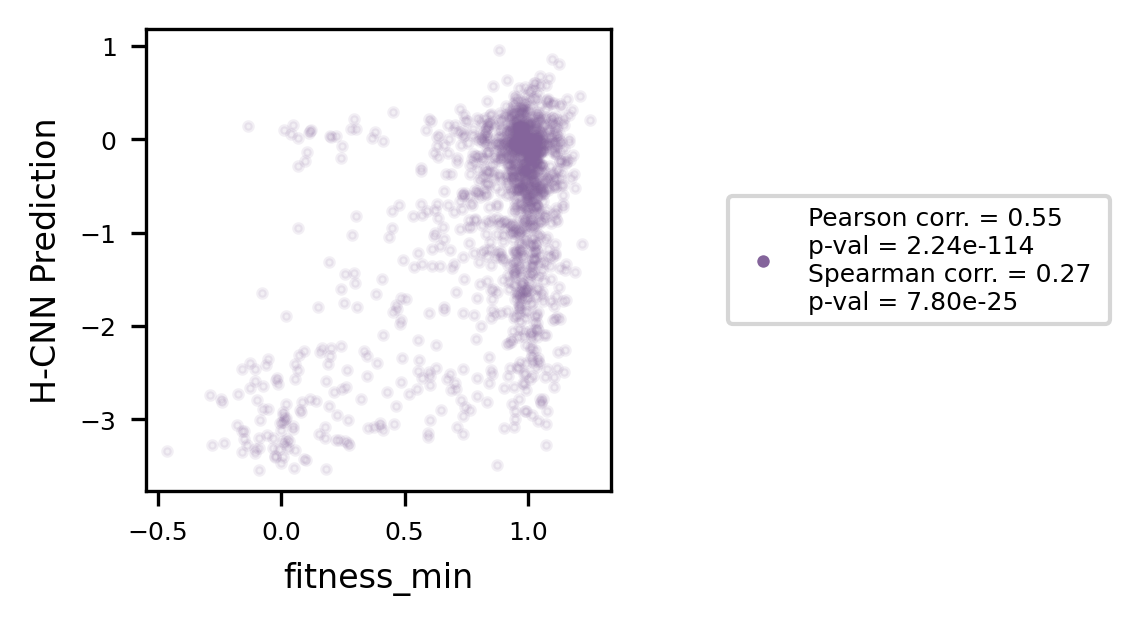 1
0
−1
−2
−3
H-CNN Prediction
−0.5 0.0 0.5 1.0
fitness_min
Pearson corr. = 0.55
p-val = 2.24e-114
Spearman corr. = 0.27
p-val = 7.80e-25